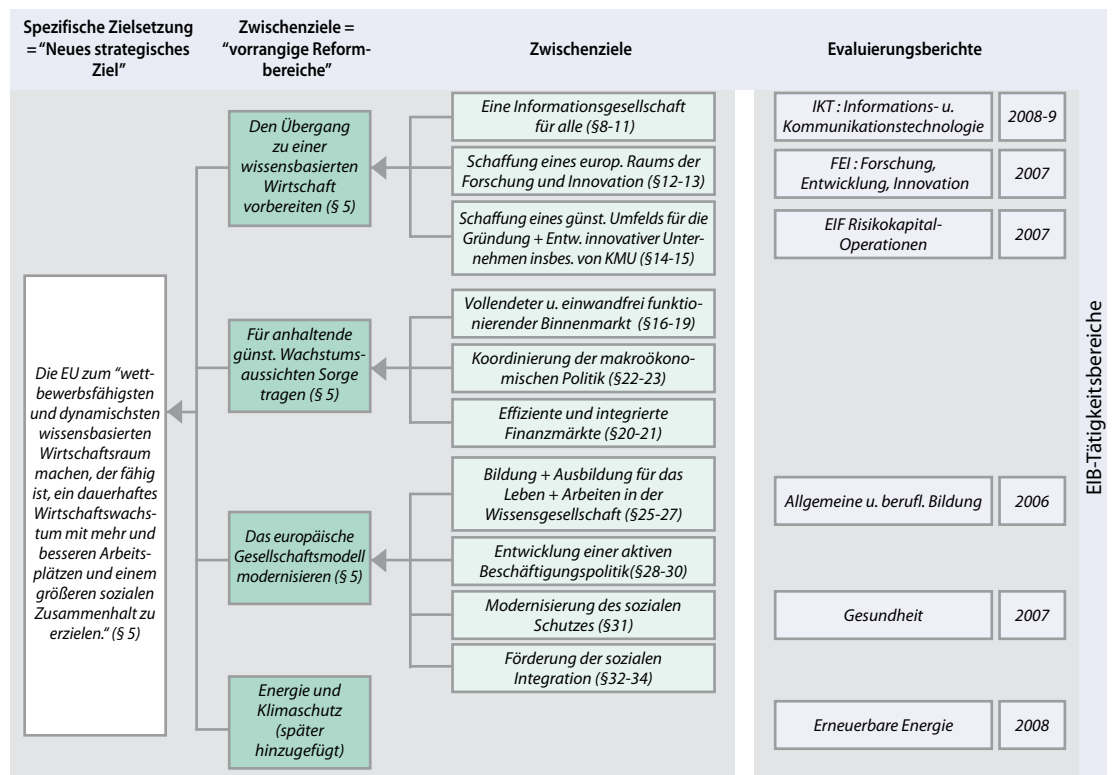 Spezifische Zielsetzung
= “Neues strategisches
Ziel”
Zwischenziele =
“vorrangige Reform-
bereiche”
Zwischenziele
Evaluierungsberichte
Die EU zum “wett-
bewerbsfähigsten
und dynamischsten
wissensbasierten
Wirtschaftsraum
machen, der fähig
ist, ein dauerhaftes
Wirtschaftswachs-
tum mit mehr und
besseren Arbeits-
plätzen und einem
größeren sozialen
Zusammenhalt zu
erzielen.“ (§ 5)
Den Übergang
zu einer
wissensbasierten
Wirtschaft
vorbereiten (§ 5)
Eine Informationsgesellschaft
für alle (§8-11)
Schaffung eines europ. Raums der
Forschung und Innovation (§12-13)
Schaffung eines günst. Umfelds für die
Gründung + Entw. innovativer Unter-
nehmen insbes. von KMU (§14-15)
IKT : Informations- u.
Kommunikationstechnologie
2008-9
FEI : Forschung,
Entwicklung, Innovation
2007
EIF Risikokapital-
Operationen
2007
Für anhaltende
günst. Wachstums-
aussichten Sorge
tragen (§ 5)
Vollendeter u. einwandfrei funktio-
nierender Binnenmarkt (§16-19)
Koordinierung der makroökono-
mischen Politik (§22-23)
Effiziente und integrierte
Finanzmärkte (§20-21)
Das europäische
Gesellschaftsmodell
modernisieren (§ 5)
Bildung + Ausbildung für das
Leben + Arbeiten in der
Wissensgesellschaft (§25-27)
Entwicklung einer aktiven
Beschäftigungspolitik(§28-30)
Modernisierung des sozialen
Schutzes (§31)
Förderung der sozialen
Integration (§32-34)
Allgemeine u. berufl. Bildung
2006
Gesundheit
2007
Energie und
Klimaschutz
(später
hinzugefügt)
Erneuerbare Energie
2008
EIB-Tätigkeitsbereiche